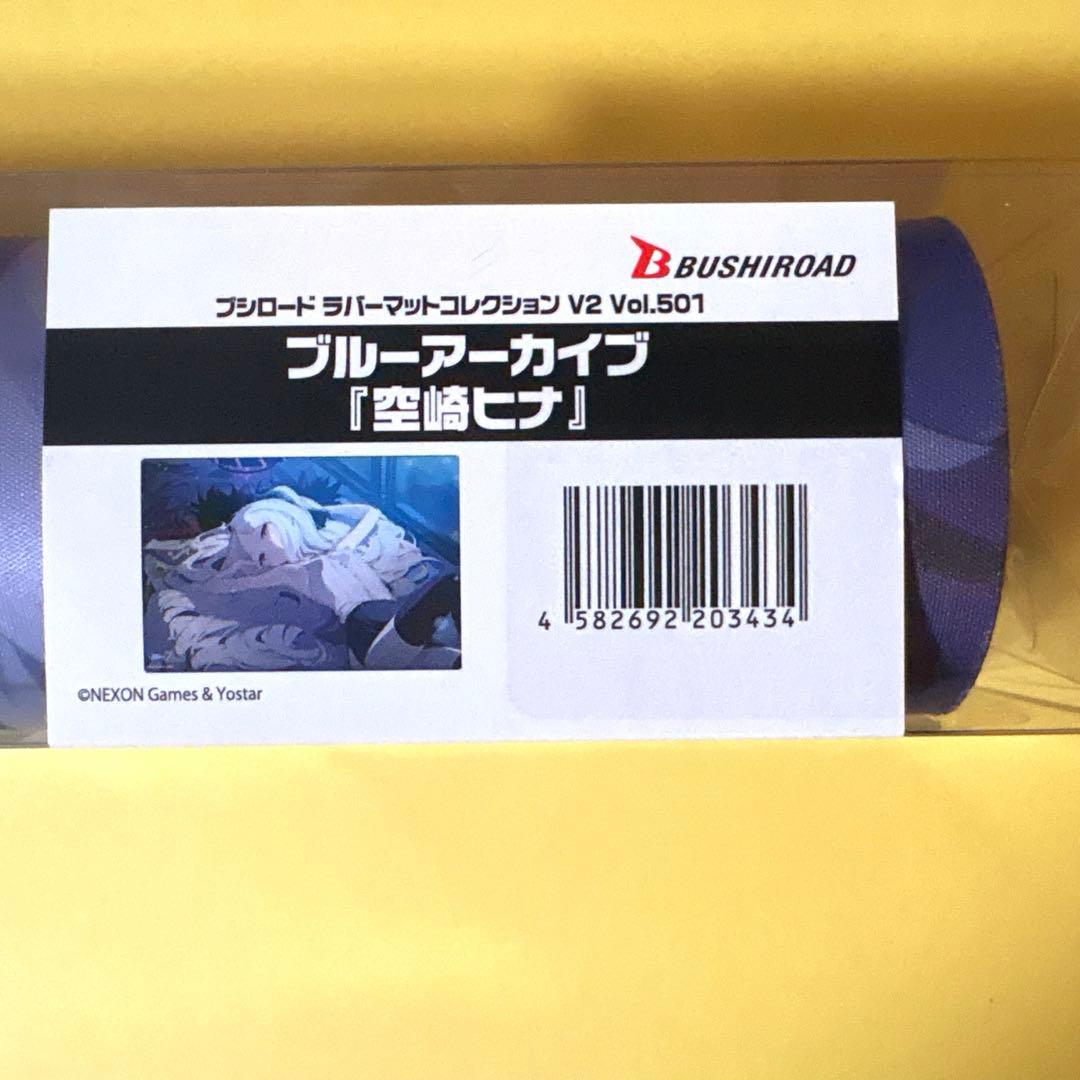 BUSHIROAD
ブシロード ラバーマットコレクション V2 Vol.501
ブルーアーカイブ
『空崎ヒナ』
4 582692 203434
©NEXON Games & Yostar